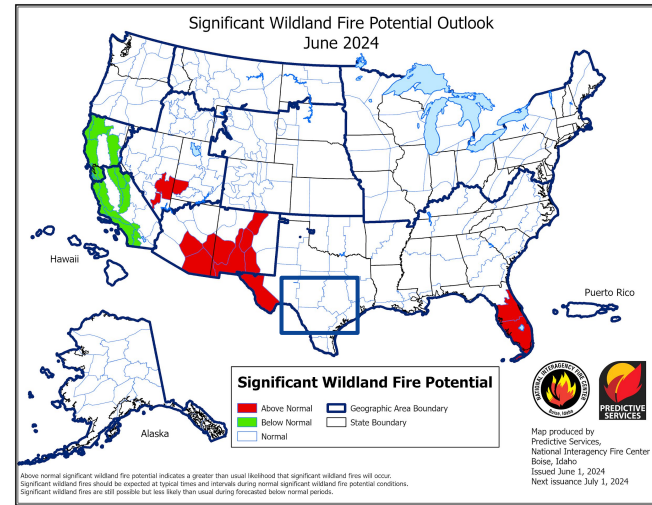 Significant Wildland Fire Potential Outlook
June 2024
Hawaii
Puerto Rico
Alaska
Significant Wildland Fire Potential
Above Normal
Geographic Area Boundary
Below Normal
State Boundary
Normal
NATIONAL INTERAGENCY FIRE CENTER
Boise, Idaho
PREDICTIVE
SERVICES
Map produced by
Predictive Services,
National Interagency Fire Center
Boise, Idaho
Issued June 1, 2024
Next issuance July 1, 2024
Above normal significant wildland fire potential indicates a greater than usual likelihood that significant wildland fires will occur.
Significant wildland fires should be expected at typical times and intervals during normal significant wildland fire potential conditions.
Significant wildland fires are still possible but less likely than usual during forecasted below normal periods.